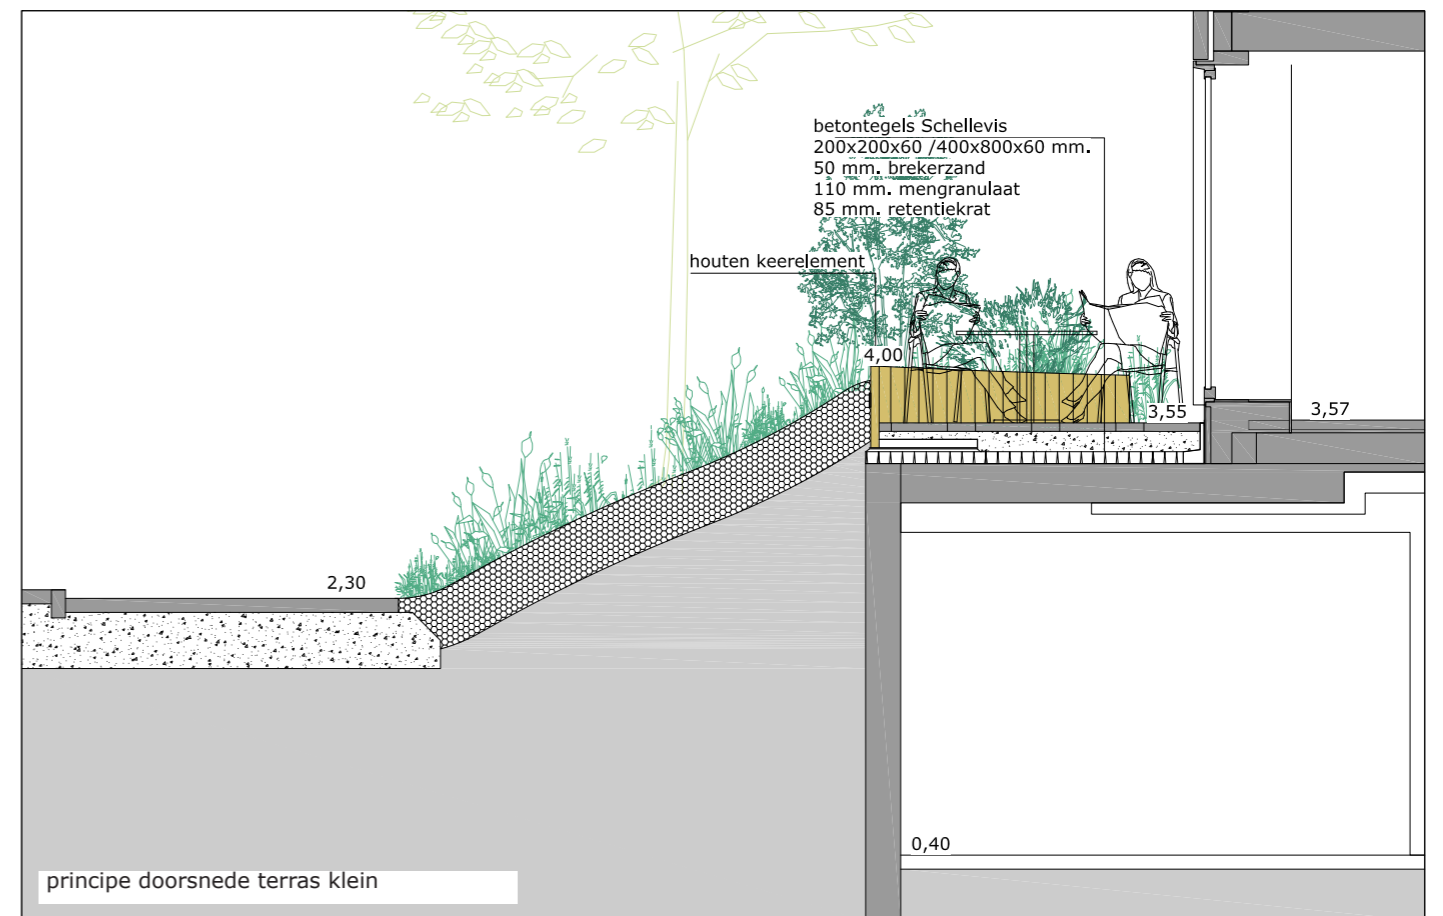 betontegels Schellevis
200x200x60 /400x800x60 mm.
50 mm. brekerzand
110 mm. mengranulaat
85 mm. retentiekrat
houten keerelement
4,00
3,55
3,57
2,30
0,40
principe doorsnede terras klein